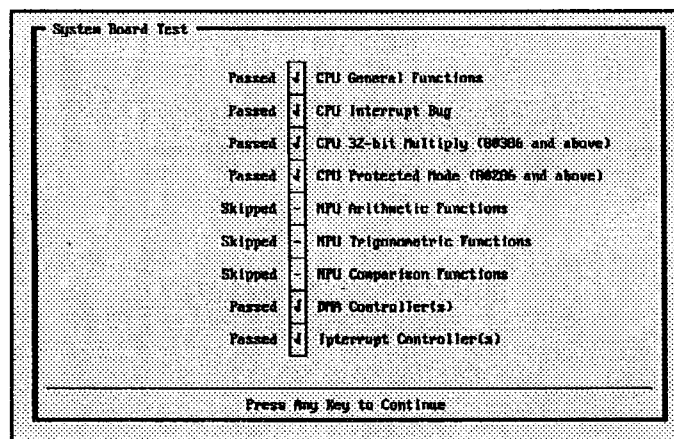 System Board Test
Passed √ CPU General Functions
Passed √ CPU Interrupt Bug
Passed √ CPU 32-bit Multiply (80386 and above)
Passed √ CPU Protected Mode (80286 and above)
Skipped - NPU Arithmetic Functions
Skipped - NPU Trigonometric Functions
Skipped - NPU Comparison Functions
Passed √ DMA Controller(s)
Passed √ Interrupt Controller(s)
Press Any Key to Continue